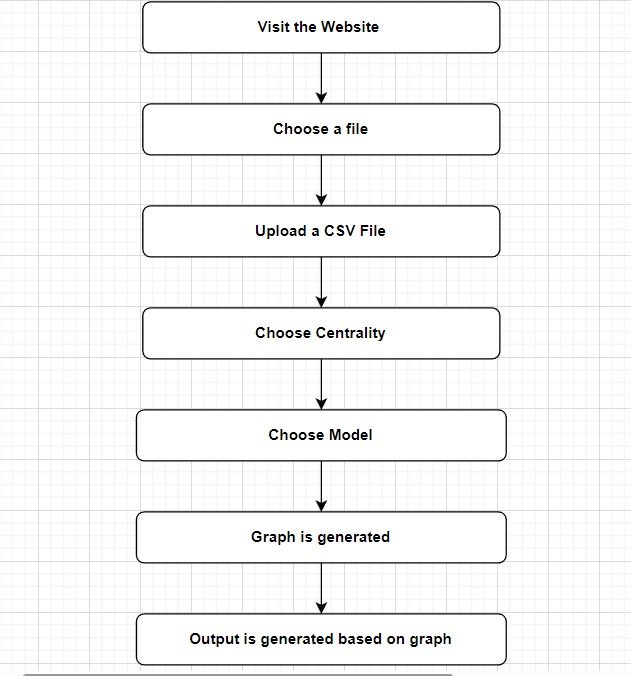 Visit the Website
Choose a file
Upload a CSV File
Choose Centrality
Choose Model
Graph is generated
Output is generated based on graph